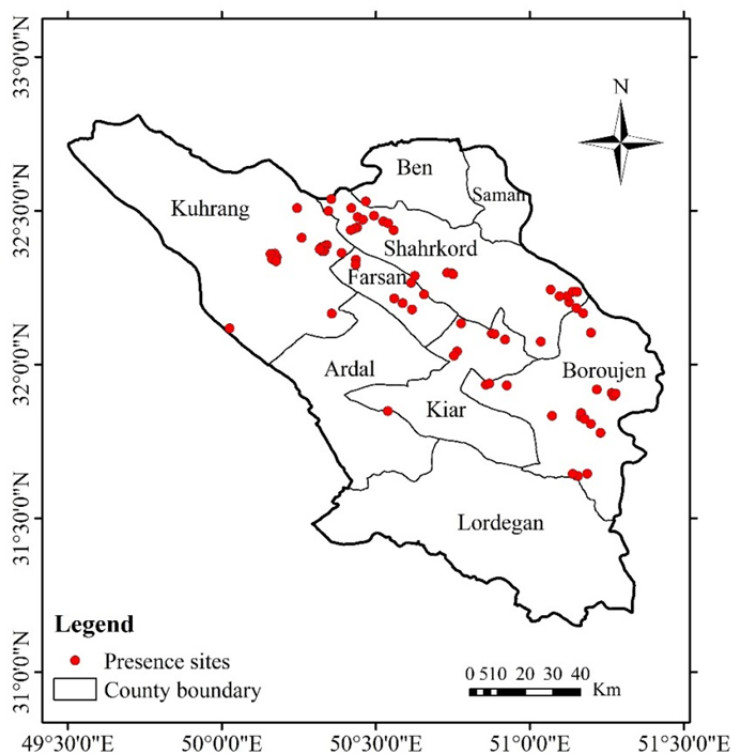 33°0'0"N
32°30'0"N
32°0'0"N
31°30'0"N
31°0'0"N
N
Ben
Saman
Kuhrang
Shahrkord
Farsan
Ardal
Boroujen
Kiar
Lordegan
Legend
Presence sites
County boundary
0 5 10 20 30 40
Km
49°30'0"E 50°0'0"E 50°30'0"E 51°0'0"E 51°30'0"E